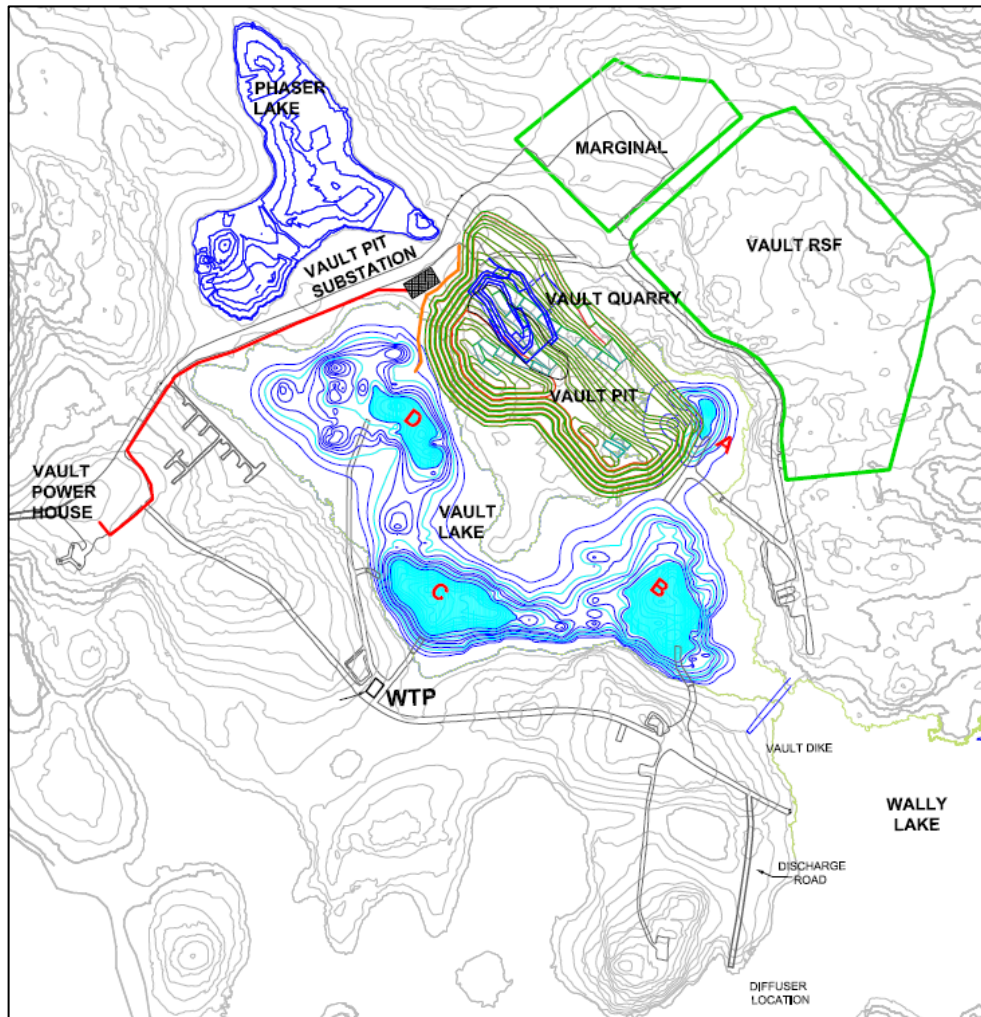 PHASER
LAKE
MARGINAL
VAULT RSF
VAULT PIT
SUBSTATION
VAULT QUARRY
VAULT PIT
A
D
VAULT
POWER
HOUSE
VAULT
LAKE
C
B
WTP
VAULT DIKE
WALLY
LAKE
DISCHARGE
ROAD
DIFFUSER
LOCATION